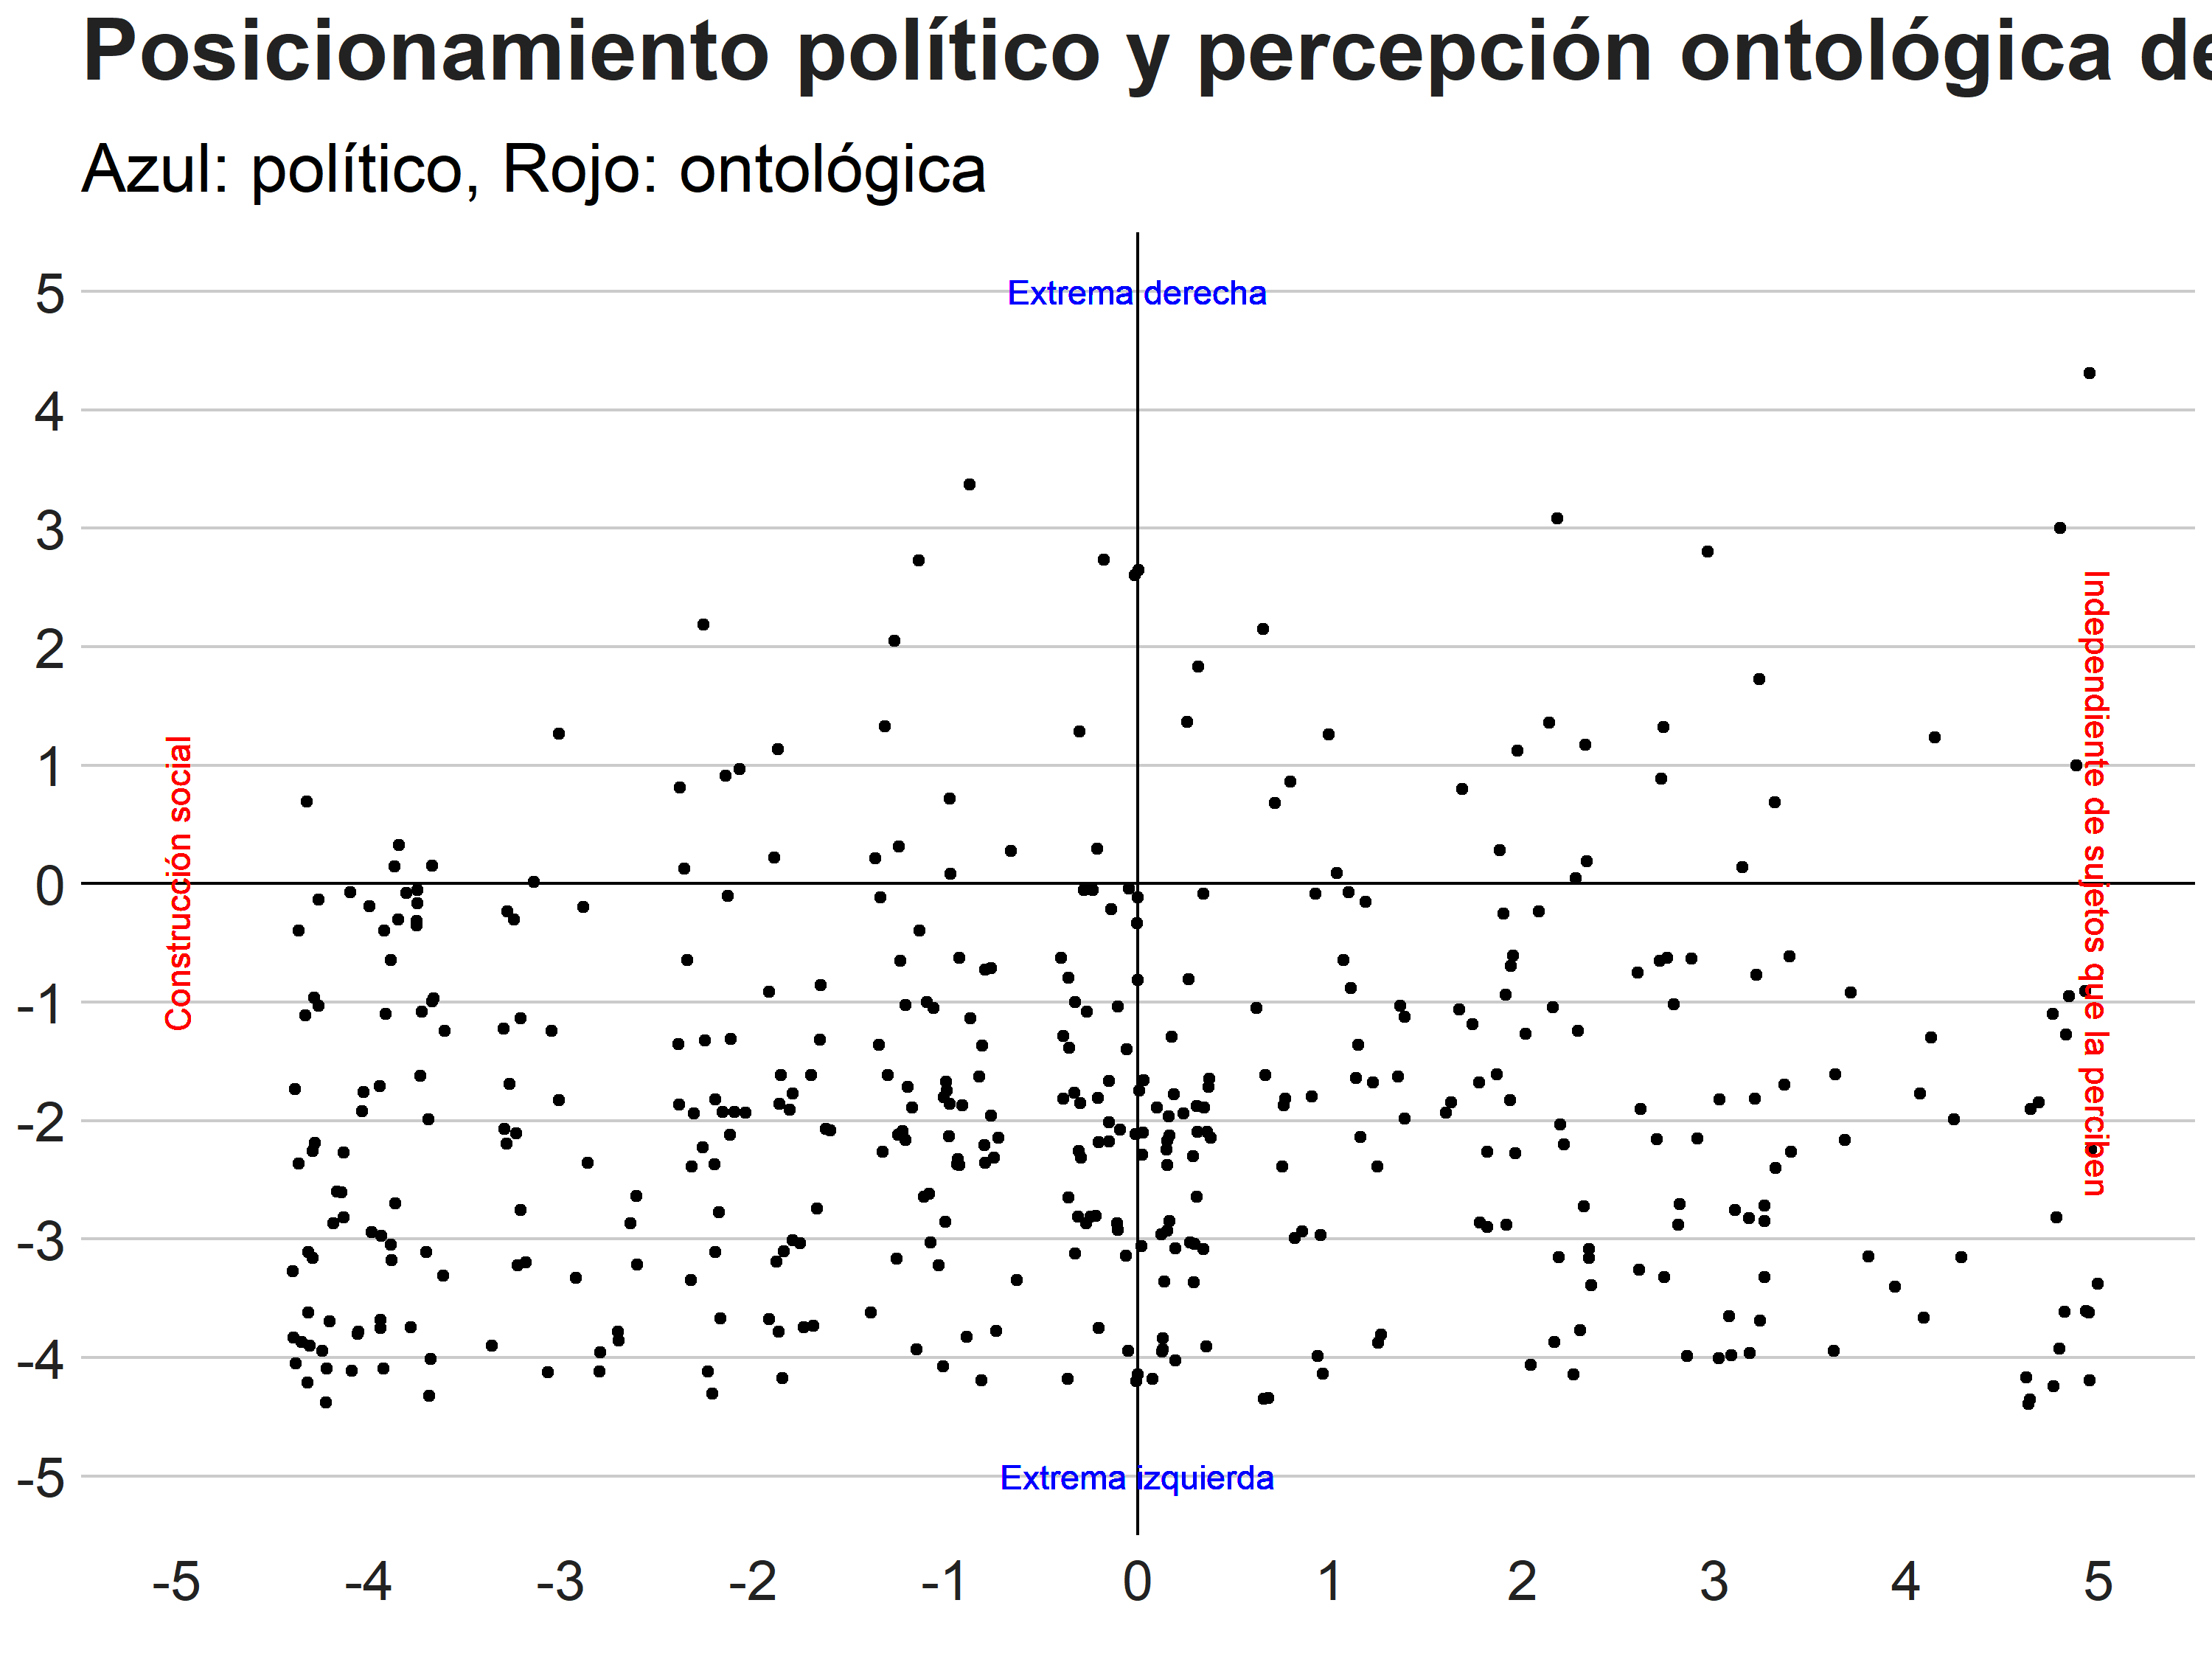 Posicionamiento político y percepción ontológica de
Azul: político, Rojo: ontológica
Extrema derecha
5
4
3
2
1
0
-1
-2
-3
-4
-5
Construcción social
Independiente de sujetos que la perciben
Extrema izquierda
-5 -4 -3 -2 -1 0 1 2 3 4 5